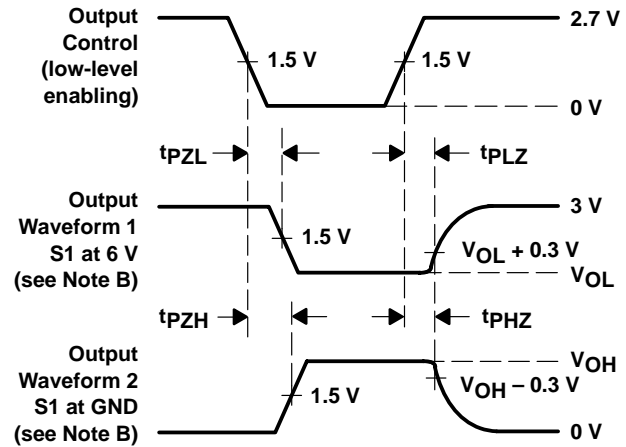 Output
Control
(low-level
enabling)
1.5 V
1.5 V
2.7 V
0 V
tPZL
tPLZ
Output
Waveform 1
S1 at 6 V
(see Note B)
1.5 V
3 V
VOL + 0.3 V
VOL
tPZH
tPHZ
Output
Waveform 2
S1 at GND
(see Note B)
1.5 V
VOH
VOH – 0.3 V
0 V